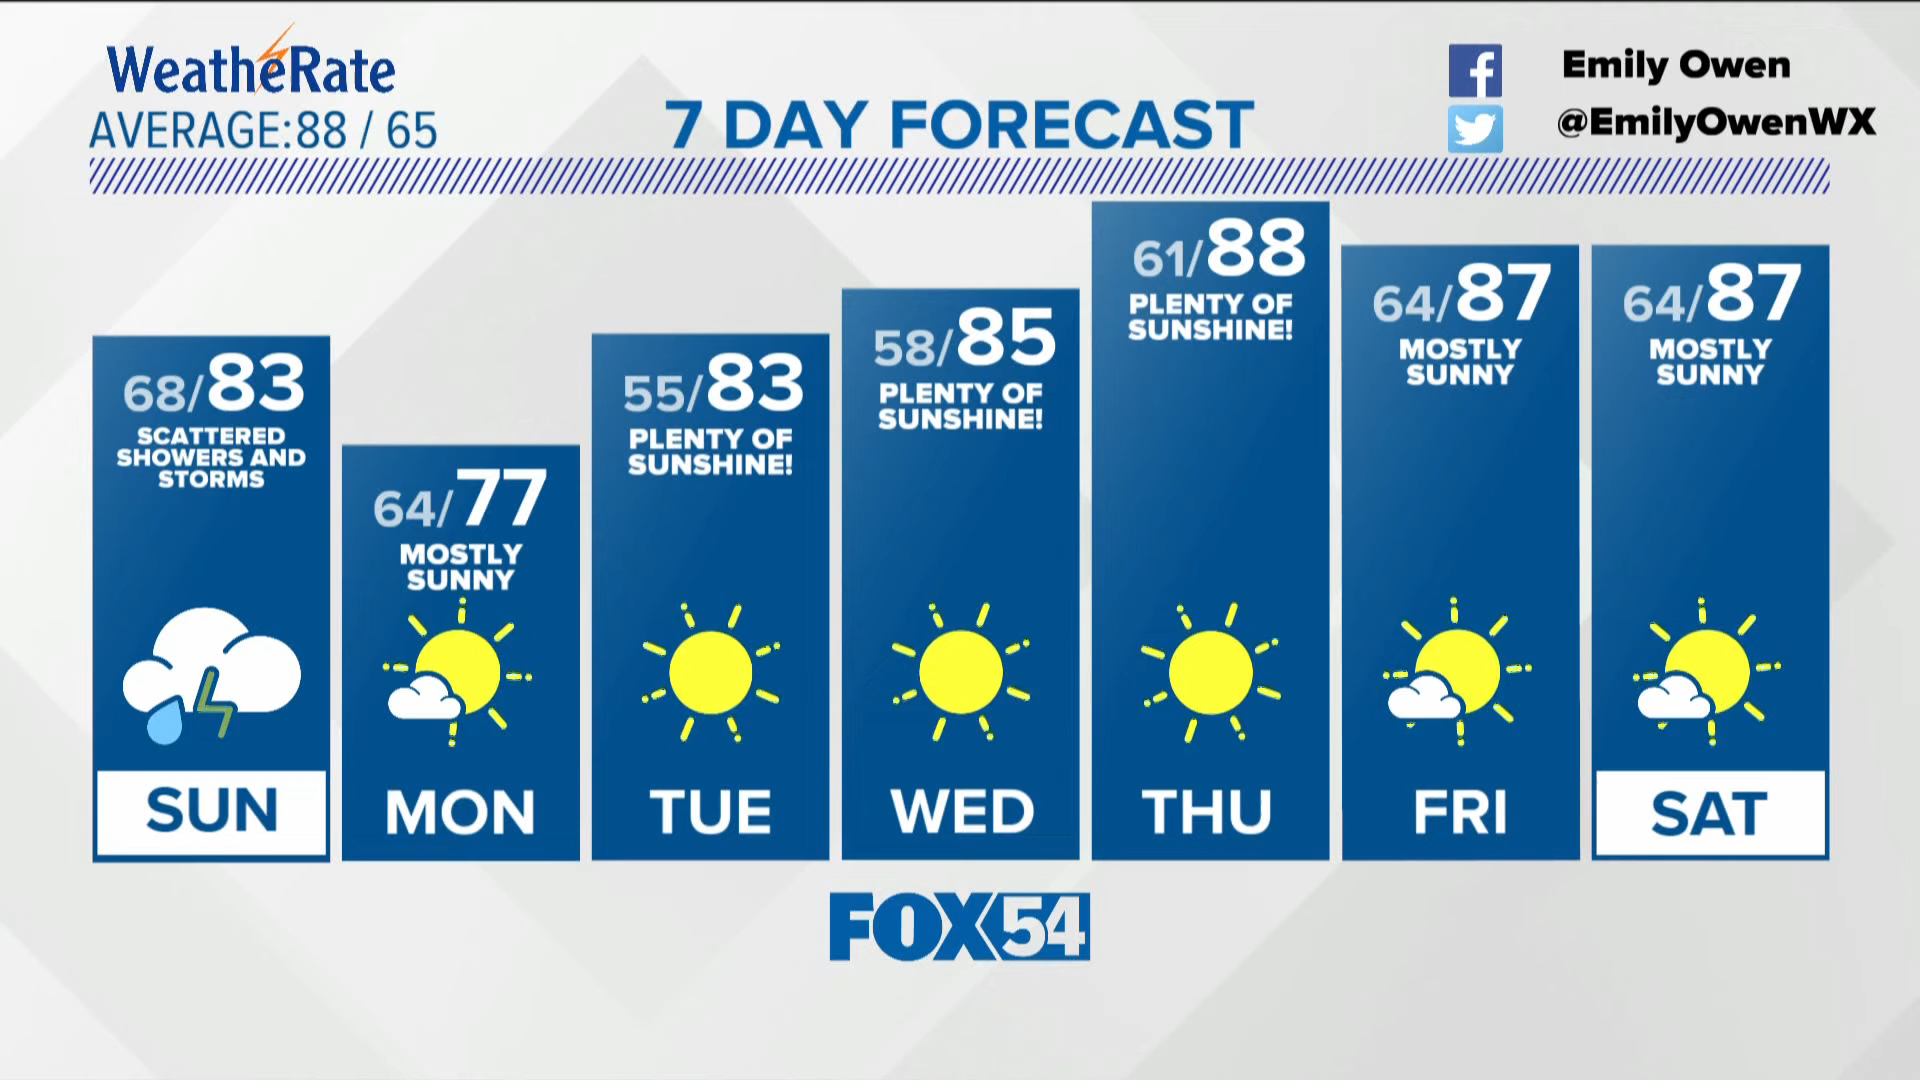 WeatheRate
AVERAGE:88 / 65
7 DAY FORECAST
f Emily Owen
@EmilyOwenWX
68/83
SCATTERED
SHOWERS AND
STORMS
SUN
64/77
MOSTLY
SUNNY
MON
55/83
PLENTY OF
SUNSHINE!
TUE
58/85
PLENTY OF
SUNSHINE!
WED
61/88
PLENTY OF
SUNSHINE!
THU
64/87
MOSTLY
SUNNY
FRI
64/87
MOSTLY
SUNNY
SAT
FOX54